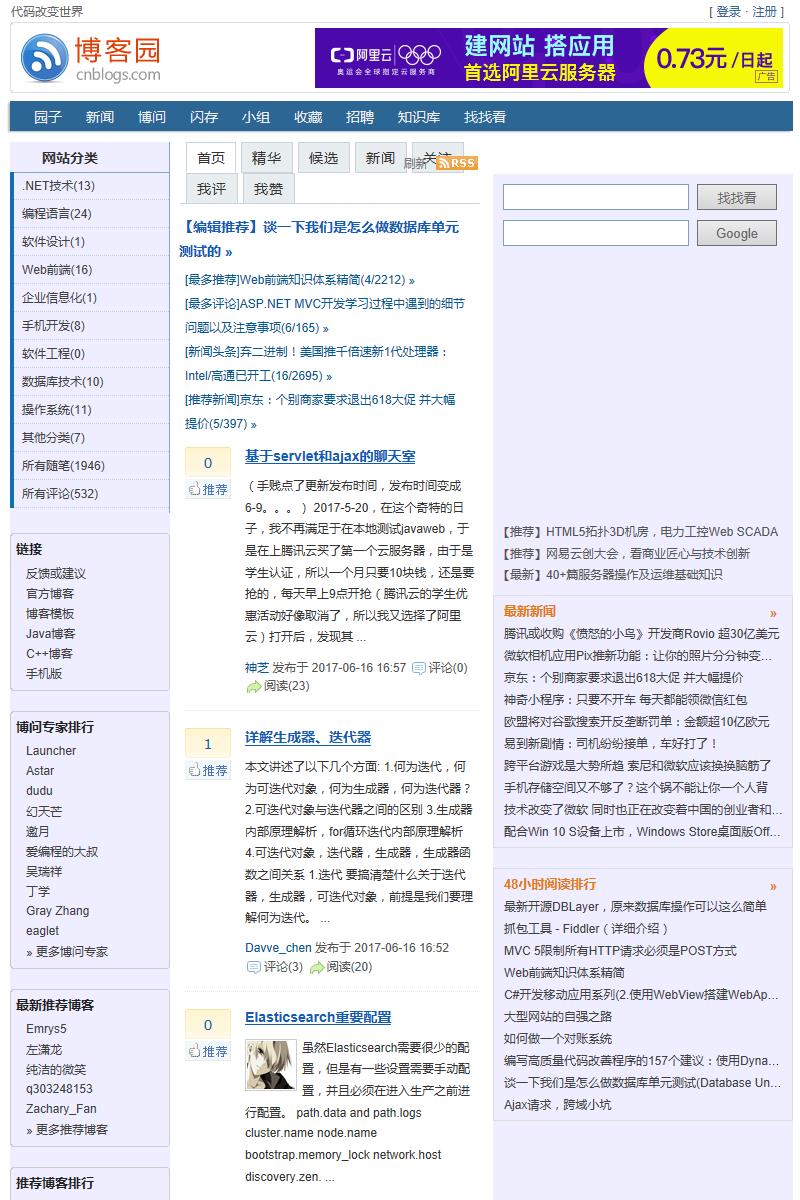 代码改变世界
[ 登录 · 注册 ]
博客园
cnblogs.com
阿里云
奥运会全球指定云服务商
建网站 搭应用
首选阿里云服务器
0.73元 /日起
广告
园子 新闻 博问 闪存 小组 收藏 招聘 知识库 找找看
网站分类
.NET技术(13)
编程语言(24)
软件设计(1)
Web前端(16)
企业信息化(1)
手机开发(8)
软件工程(0)
数据库技术(10)
操作系统(11)
其他分类(7)
所有随笔(1946)
所有评论(532)
链接
反馈或建议
官方博客
博客模板
Java博客
C++博客
手机版
博问专家排行
Launcher
Astar
dudu
幻天芒
邀月
爱编程的大叔
吴瑞祥
丁学
Gray Zhang
eaglet
» 更多博问专家
最新推荐博客
Emrys5
左潇龙
纯洁的微笑
q303248153
Zachary_Fan
» 更多推荐博客
推荐博客排行
首页 精华 候选 新闻 关注
刷新 RSS
我评 我赞
【编辑推荐】谈一下我们是怎么做数据库单元
测试的 »
[最多推荐]Web前端知识体系精简(4/2212) »
[最多评论]ASP.NET MVC开发学习过程中遇到的细节
问题以及注意事项(6/165) »
[新闻头条]弃二进制！美国推千倍速新1代处理器：
Intel/高通已开工(16/2695) »
[推荐新闻]京东：个别商家要求退出618大促 并大幅
提价(5/397) »
0
推荐
基于servlet和ajax的聊天室
（手贱点了更新发布时间，发布时间变成
6-9。。。） 2017-5-20，在这个奇特的日
子，我不再满足于在本地测试javaweb，于
是在上腾讯云买了第一个云服务器，由于是
学生认证，所以一个月只要10块钱，还是要
抢的，每天早上9点开抢（腾讯云的学生优
惠活动好像取消了，所以我又选择了阿里
云）打开后，发现其 ...
神芝 发布于 2017-06-16 16:57 评论(0)
阅读(23)
1
推荐
详解生成器、迭代器
本文讲述了以下几个方面: 1.何为迭代，何
为可迭代对象，何为生成器，何为迭代器？
2.可迭代对象与迭代器之间的区别 3.生成器
内部原理解析，for循环迭代内部原理解析
4.可迭代对象，迭代器，生成器，生成器函
数之间关系 1.迭代 要搞清楚什么关于迭代
器，生成器，可迭代对象，前提是我们要理
解何为迭代。 ...
Davve_chen 发布于 2017-06-16 16:52
评论(3) 阅读(20)
0
推荐
Elasticsearch重要配置
虽然Elasticsearch需要很少的配
置，但是有一些设置需要手动配
置，并且必须在进入生产之前进
行配置。 path.data and path.logs
cluster.name node.name
bootstrap.memory_lock network.host
discovery.zen. ...
找找看
Google
【推荐】HTML5拓扑3D机房，电力工控Web SCADA
【推荐】网易云创大会，看商业匠心与技术创新
【最新】40+篇服务器操作及运维基础知识
最新新闻 »
腾讯或收购《愤怒的小鸟》开发商Rovio 超30亿美元
微软相机应用Pix推新功能：让你的照片分分钟变...
京东：个别商家要求退出618大促 并大幅提价
神奇小程序：只要不开车 每天都能领微信红包
欧盟将对谷歌搜索开反垄断罚单：金额超10亿欧元
易到新剧情：司机纷纷接单，车好打了！
跨平台游戏是大势所趋 索尼和微软应该换换脑筋了
手机存储空间又不够了？这个锅不能让你一个人背
技术改变了微软 同时也正在改变着中国的创业者和...
配合Win 10 S设备上市，Windows Store桌面版Off...
48小时阅读排行 »
最新开源DBLayer，原来数据库操作可以这么简单
抓包工具 - Fiddler（详细介绍）
MVC 5限制所有HTTP请求必须是POST方式
Web前端知识体系精简
C#开发移动应用系列(2.使用WebView搭建WebAp...
大型网站的自强之路
如何做一个对账系统
编写高质量代码改善程序的157个建议：使用Dyna...
谈一下我们是怎么做数据库单元测试(Database Un...
Ajax请求，跨域小坑